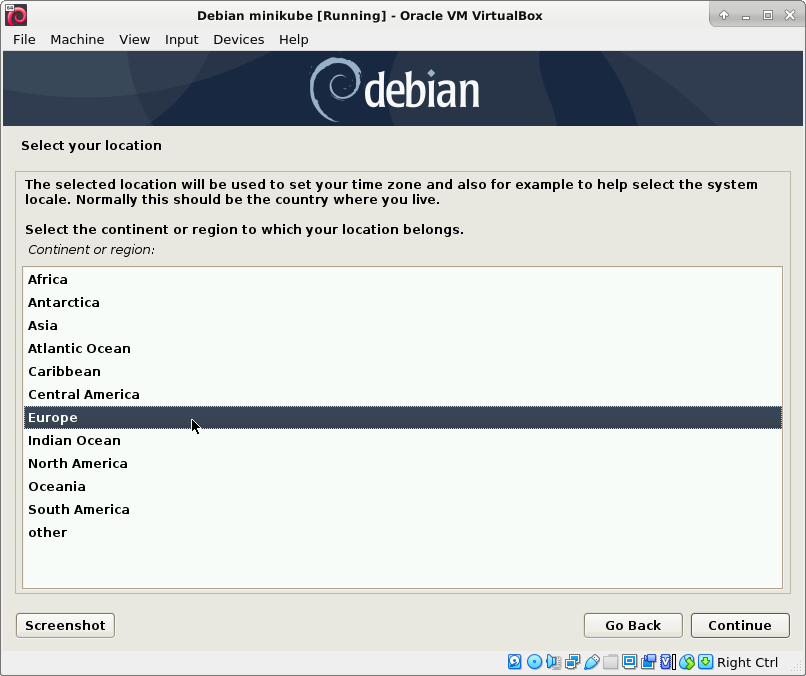 Debian minikube [Running] - Oracle VM VirtualBox
File Machine View Input Devices Help
debian
Select your location
The selected location will be used to set your time zone and also for example to help select the system
locale. Normally this should be the country where you live.
Select the continent or region to which your location belongs.
Continent or region:
Africa
Antarctica
Asia
Atlantic Ocean
Caribbean
Central America
Europe
Indian Ocean
North America
Oceania
South America
other
Screenshot
Go Back
Continue
Right Ctrl